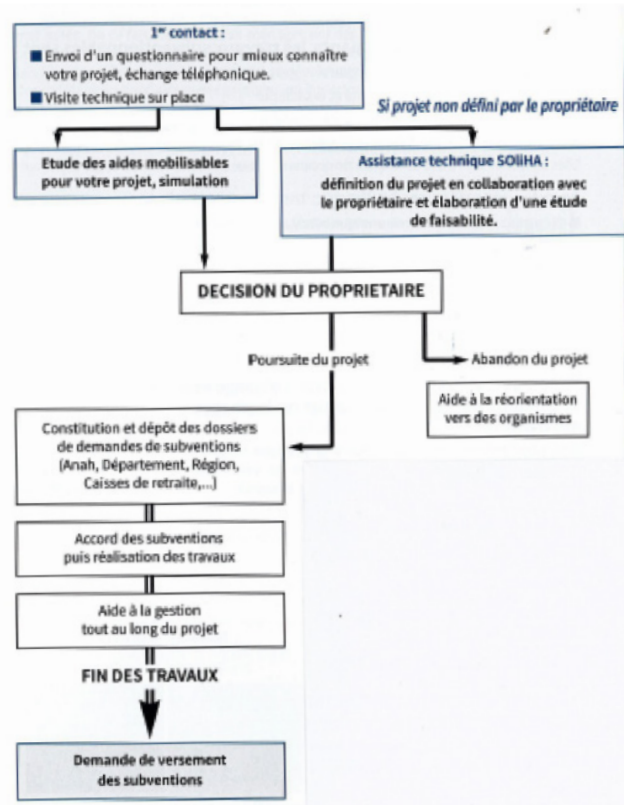 1er contact :
■ Envoi d'un questionnaire pour mieux connaître
votre projet, échange téléphonique.
■ Visite technique sur place
Si projet non défini par le propriétaire
Etude des aides mobilisables
pour votre projet, simulation
Assistance technique SOLIHA :
définition du projet en collaboration avec
le propriétaire et élaboration d'une étude
de faisabilité.
DECISION DU PROPRIETAIRE
Poursuite du projet
Abandon du projet
Aide à la réorientation
vers des organismes
Constitution et dépôt des dossiers
de demandes de subventions
(Anah, Département, Région,
Caisses de retraite,...)
Accord des subventions
puis réalisation des travaux
Aide à la gestion
tout au long du projet
FIN DES TRAVAUX
Demande de versement
des subventions